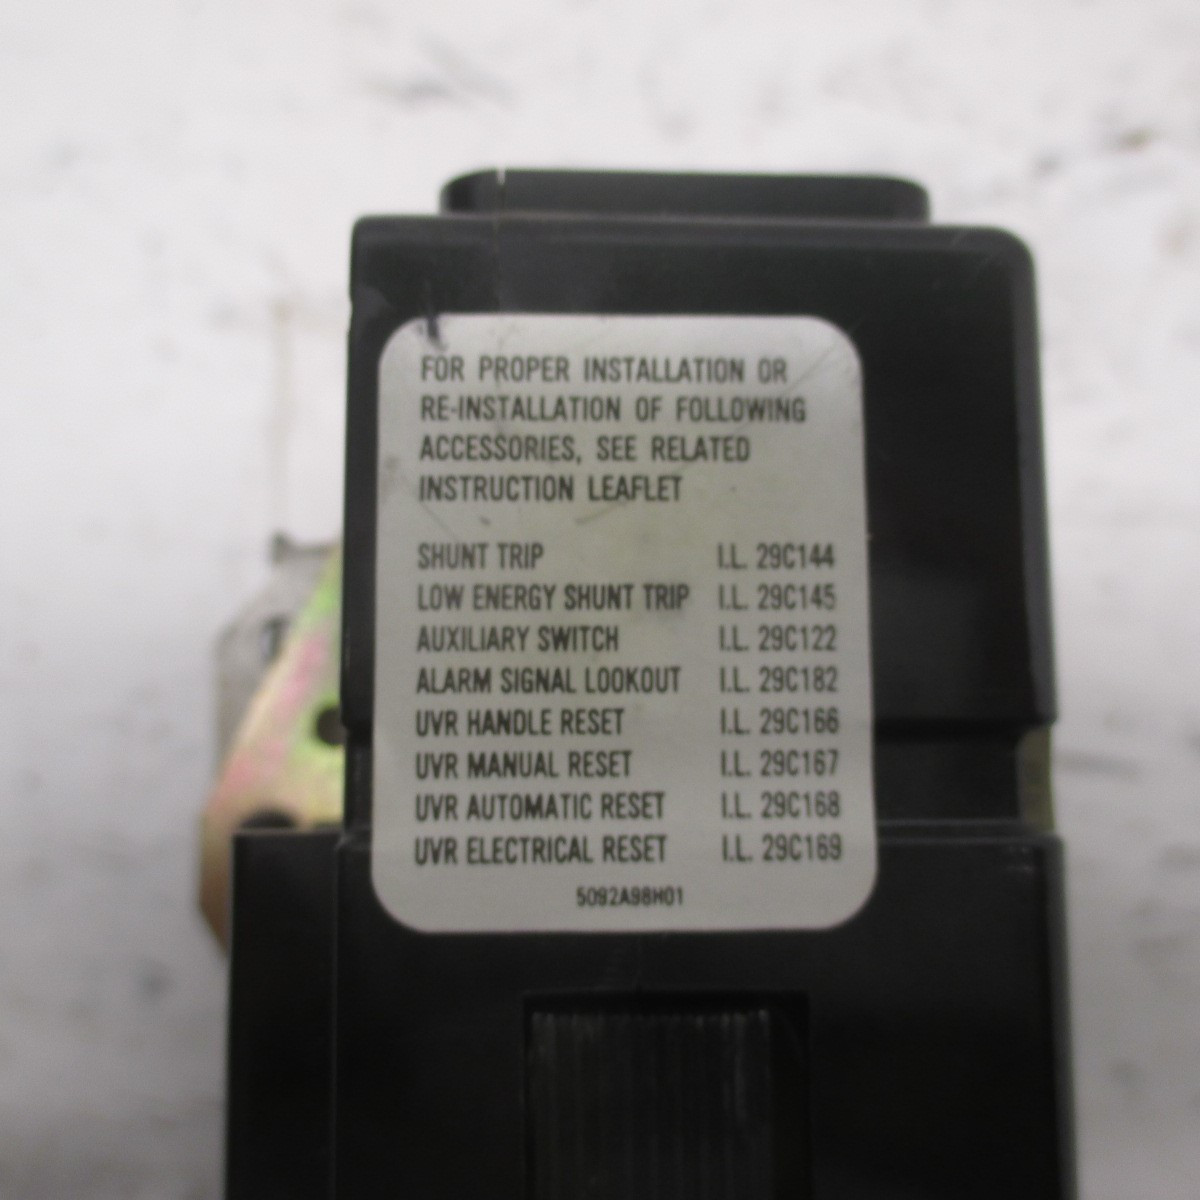 FOR PROPER INSTALLATION OR
RE-INSTALLATION OF FOLLOWING
ACCESSORIES, SEE RELATED
INSTRUCTION LEAFLET
SHUNT TRIP I.L. 29C144
LOW ENERGY SHUNT TRIP I.L. 29C145
AUXILIARY SWITCH I.L. 29C122
ALARM SIGNAL LOOKOUT I.L. 29C182
UVR HANDLE RESET I.L. 29C166
UVR MANUAL RESET I.L. 29C167
UVR AUTOMATIC RESET I.L. 29C168
UVR ELECTRICAL RESET I.L. 29C169
5092A98H01